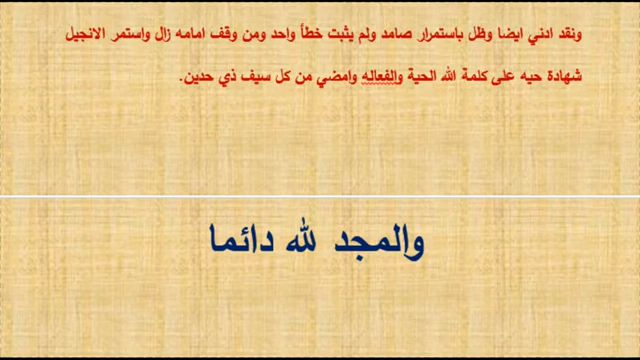 ونقد ادني ايضا وظل باستمرار صامد ولم يثبت خطأ واحد ومن وقف امامه زال واستمر الانجيل
شهادة حيه على كلمة الله الحية والفعاله وامضي من كل سيف ذي حدين.
والمجد لله دائما